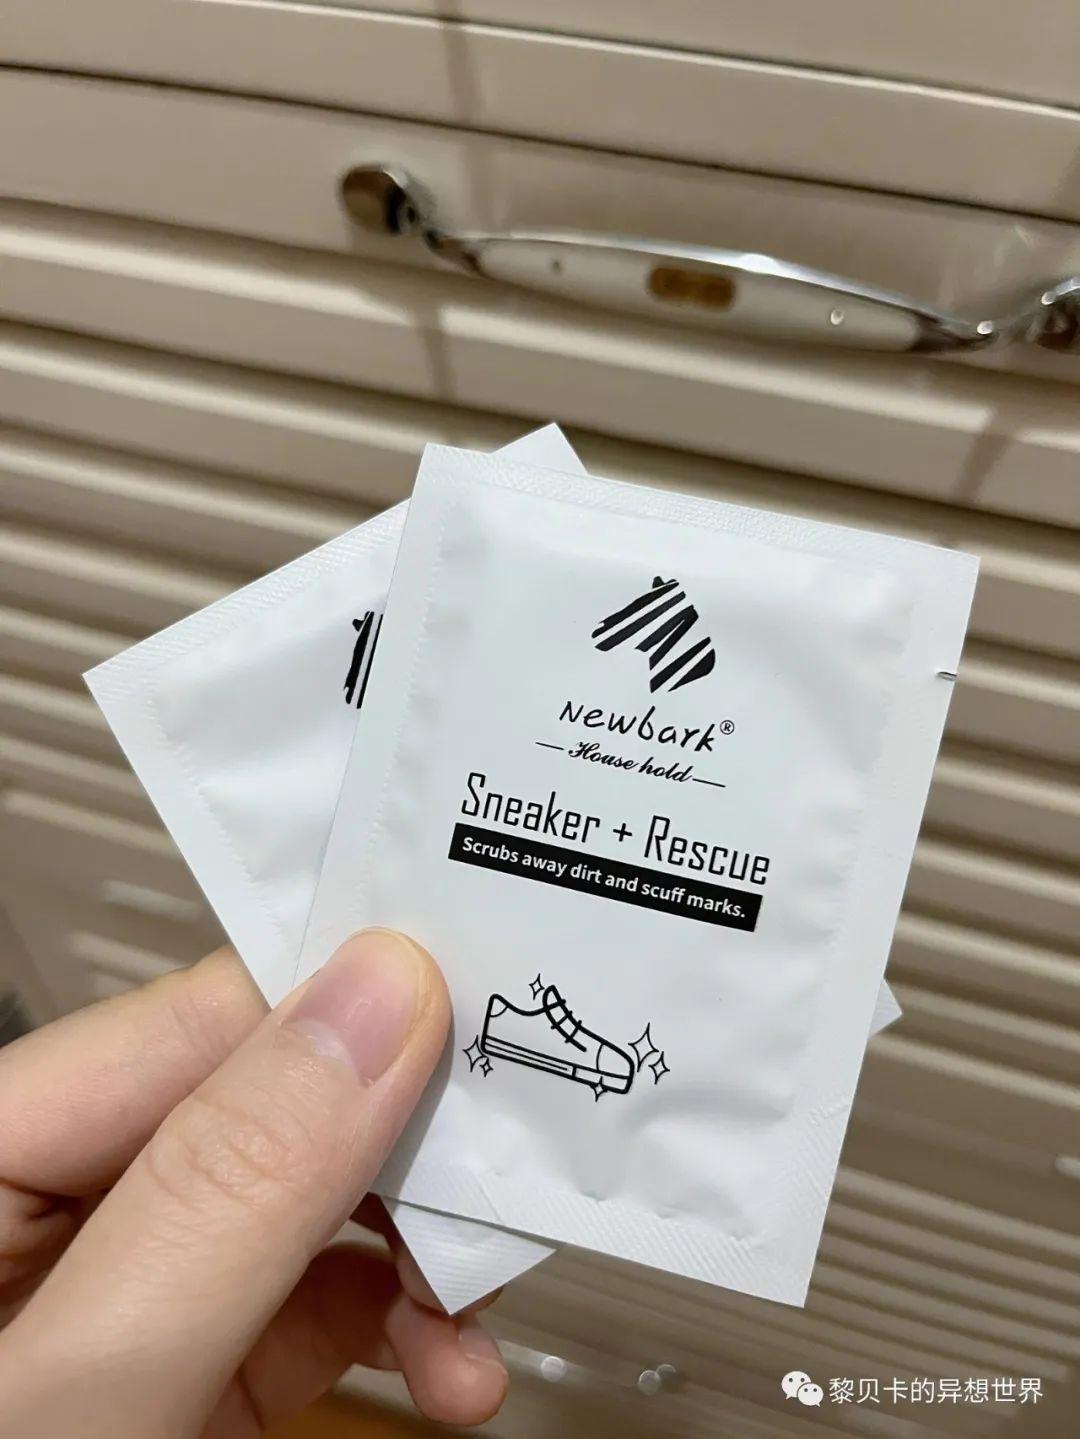 Newbark®
House hold
Sneaker + Rescue
Scrubs away dirt and scuff marks.
黎贝卡的异想世界